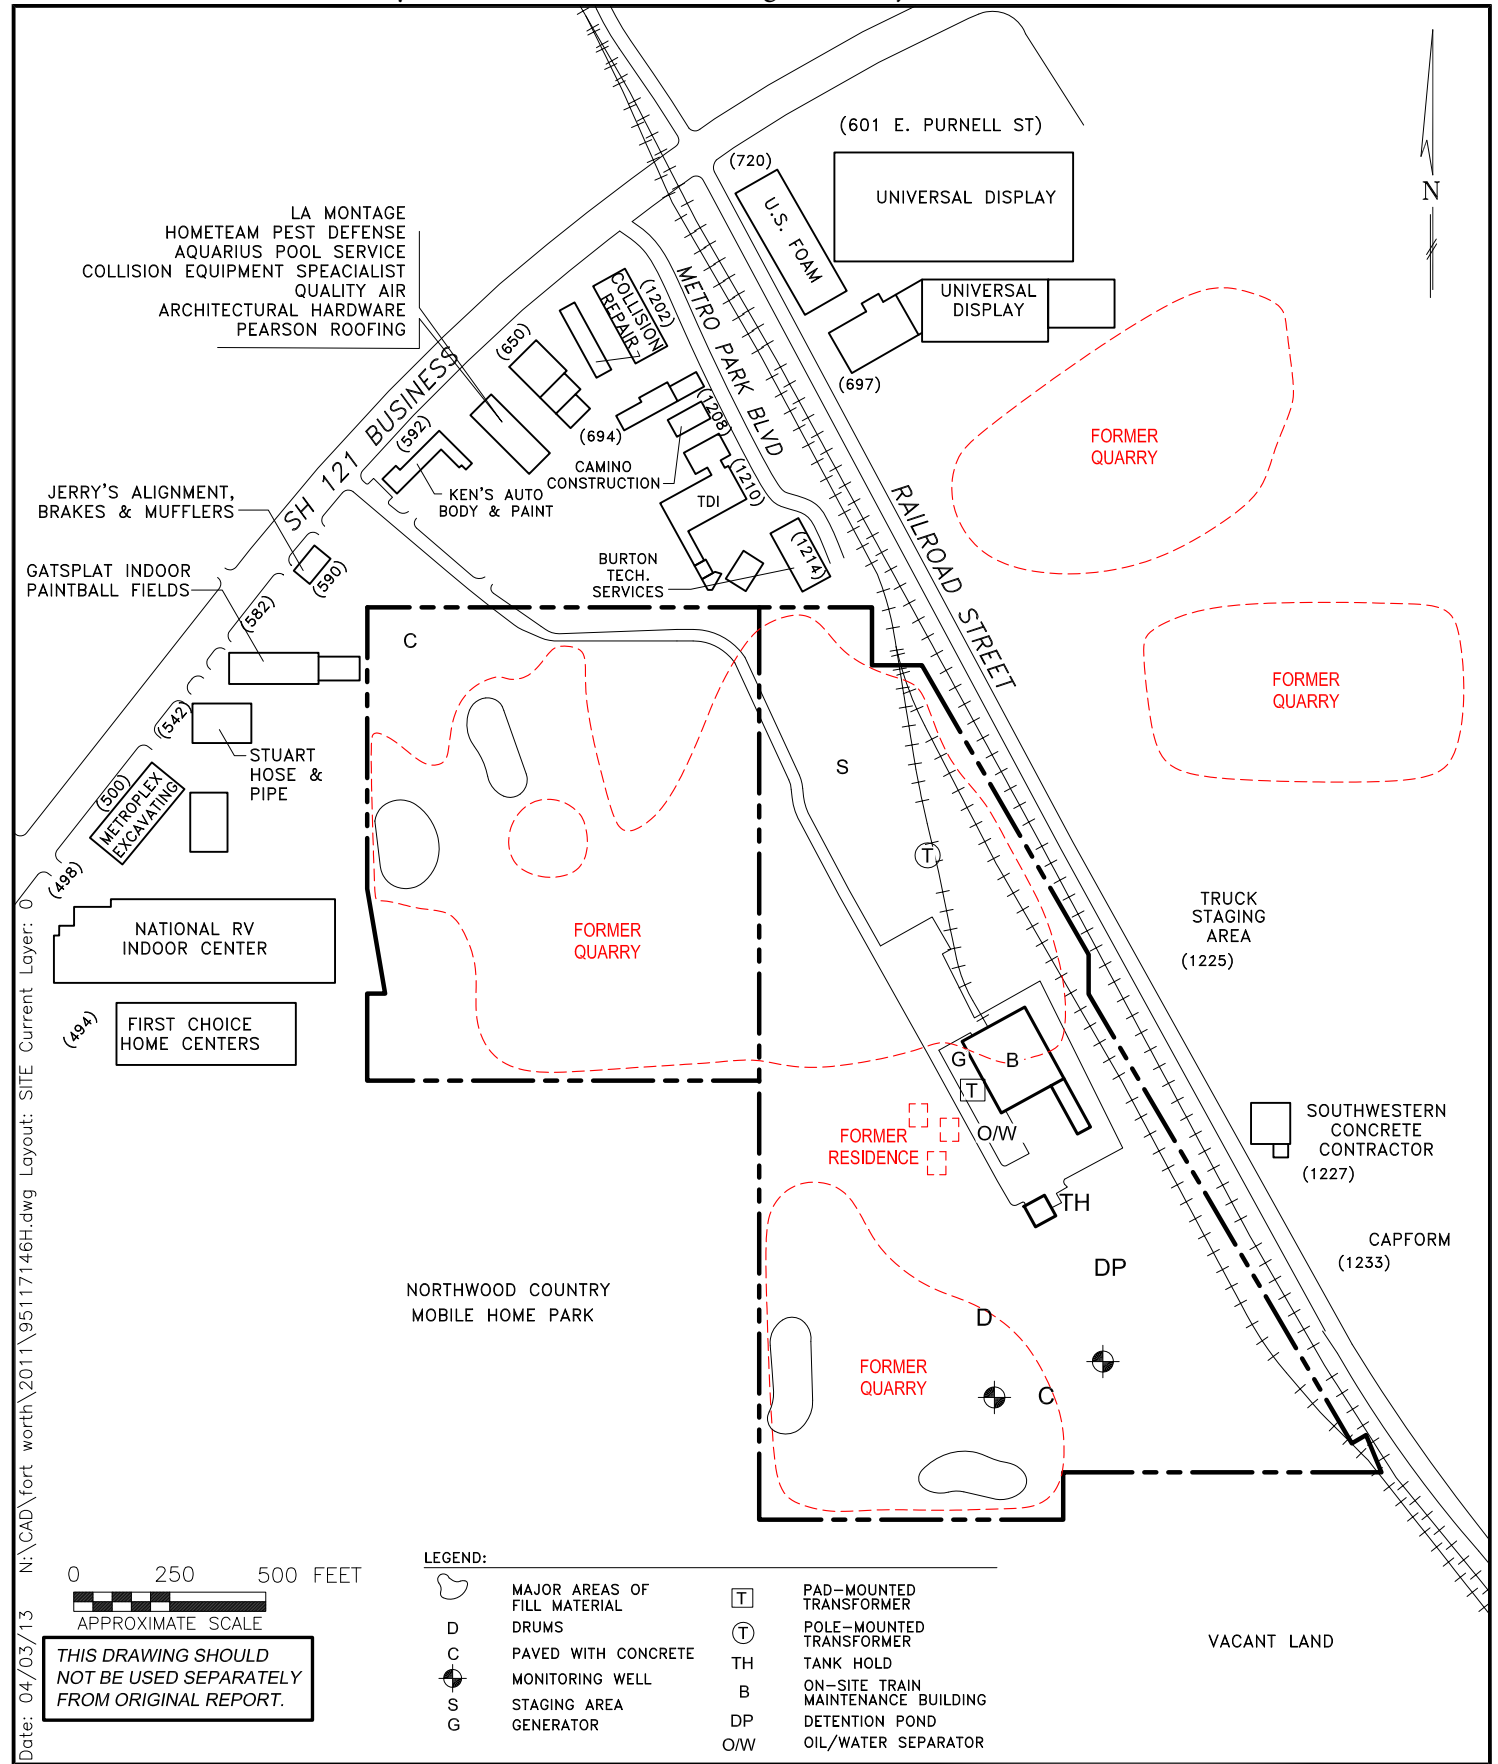 (601 E. PURNELL ST)
(720)
UNIVERSAL DISPLAY
U.S. FOAM
N
LA MONTAGE
HOMETEAM PEST DEFENSE
AQUARIUS POOL SERVICE
COLLISION EQUIPMENT SPEACIALIST
QUALITY AIR
ARCHITECTURAL HARDWARE
PEARSON ROOFING
COLLISION
REPAIR
(1202)
METRO PARK BLVD
UNIVERSAL
DISPLAY
(697)
(650)
(694)
(1208)
SH 121 BUSINESS
(592)
CAMINO
CONSTRUCTION
KEN'S AUTO
BODY & PAINT
TDI
(1210)
JERRY'S ALIGNMENT,
BRAKES & MUFFLERS
(590)
GATSPLAT INDOOR
PAINTBALL FIELDS
(582)
BURTON
TECH.
SERVICES
(1214)
RAILROAD STREET
FORMER
QUARRY
FORMER
QUARRY
C
S
T
(542)
STUART
HOSE &
PIPE
(500)
METROPLEX
EXCAVATING
(498)
NATIONAL RV
INDOOR CENTER
(494)
FIRST CHOICE
HOME CENTERS
FORMER
QUARRY
TRUCK
STAGING
AREA
(1225)
G
B
T
O/W
FORMER
RESIDENCE
TH
SOUTHWESTERN
CONCRETE
CONTRACTOR
(1227)
CAPFORM
(1233)
DP
D
C
NORTHWOOD COUNTRY
MOBILE HOME PARK
FORMER
QUARRY
VACANT LAND
0 250 500 FEET
APPROXIMATE SCALE
THIS DRAWING SHOULD
NOT BE USED SEPARATELY
FROM ORIGINAL REPORT.
LEGEND:
MAJOR AREAS OF
FILL MATERIAL
D DRUMS
C PAVED WITH CONCRETE
MONITORING WELL
S STAGING AREA
G GENERATOR
T PAD-MOUNTED
TRANSFORMER
T POLE-MOUNTED
TRANSFORMER
TH TANK HOLD
B ON-SITE TRAIN
MAINTENANCE BUILDING
DP DETENTION POND
O/W OIL/WATER SEPARATOR
Date: 04/03/13 N:\CAD\fort worth\2011\95117146H.dwg Layout: SITE Current Layer: 0